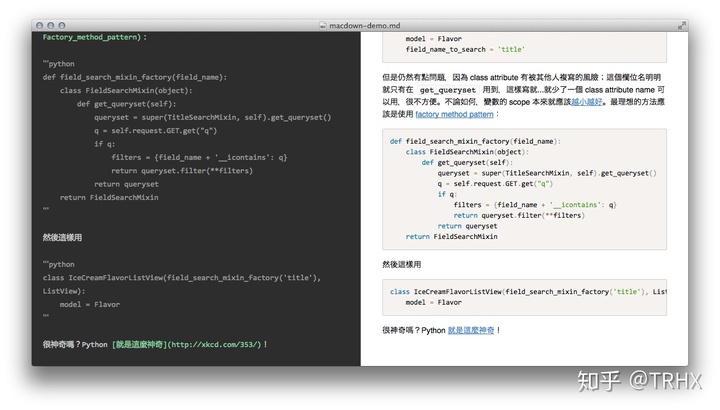 macdown-demo.md
Factory_method_pattern)：
```python
def field_search_mixin_factory(field_name):
    class FieldSearchMixin(object):
        def get_queryset(self):
            queryset = super(TitleSearchMixin, self).get_queryset()
            q = self.request.GET.get("q")
            if q:
                filters = {field_name + '__icontains': q}
                return queryset.filter(**filters)
            return queryset
    return FieldSearchMixin
```
然後這樣用
```python
class IceCreamFlavorListView(field_search_mixin_factory('title'),
ListView):
    model = Flavor
```
很神奇嗎？Python [就是這麼神奇](http://xkcd.com/353/)！
    model = Flavor
    field_name_to_search = 'title'
但是仍然有點問題，因為 class attribute 有被其他人複寫的風險；這個欄位名明明
就只有在 get_queryset 用到，這樣寫就...就少了一個 class attribute name 可
以用，很不方便。不論如何，變數的 scope 本來就應該越小越好。最理想的方法應
該是使用 factory method pattern：
def field_search_mixin_factory(field_name):
    class FieldSearchMixin(object):
        def get_queryset(self):
            queryset = super(TitleSearchMixin, self).get_queryset()
            q = self.request.GET.get("q")
            if q:
                filters = {field_name + '__icontains': q}
                return queryset.filter(**filters)
            return queryset
    return FieldSearchMixin
然後這樣用
class IceCreamFlavorListView(field_search_mixin_factory('title'), List
    model = Flavor
很神奇嗎？Python 就是這麼神奇！
知乎 @TRHX